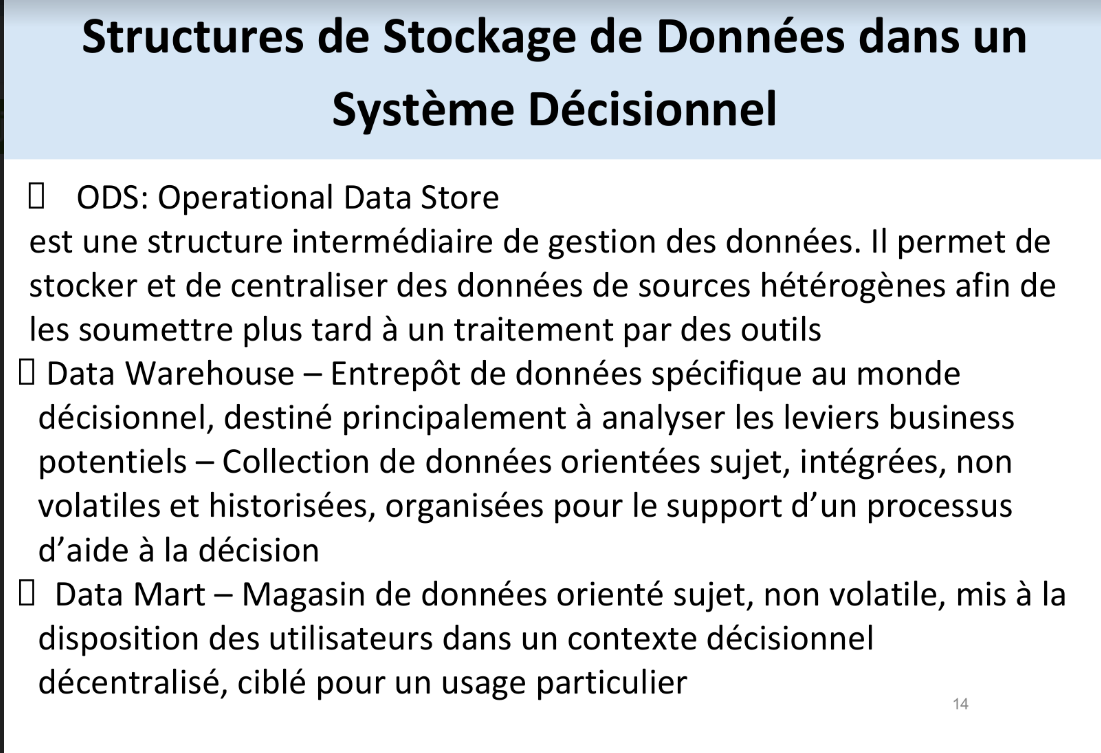 Structures de Stockage de Données dans un
Système Décisionnel
▯ ODS: Operational Data Store
est une structure intermédiaire de gestion des données. Il permet de
stocker et de centraliser des données de sources hétérogènes afin de
les soumettre plus tard à un traitement par des outils
▯ Data Warehouse – Entrepôt de données spécifique au monde
décisionnel, destiné principalement à analyser les leviers business
potentiels – Collection de données orientées sujet, intégrées, non
volatiles et historisées, organisées pour le support d’un processus
d’aide à la décision
▯ Data Mart – Magasin de données orienté sujet, non volatile, mis à la
disposition des utilisateurs dans un contexte décisionnel
décentralisé, ciblé pour un usage particulier
14